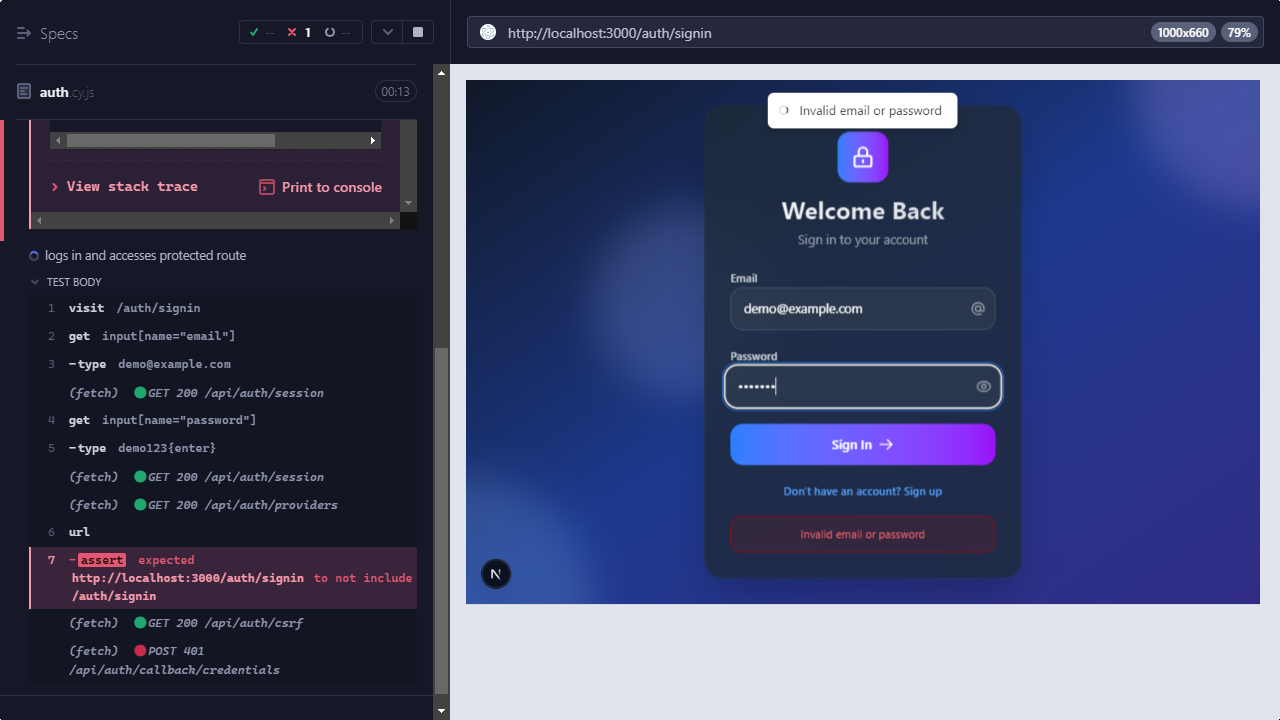 Specs
-- 1 --
auth.cy.js
00:13
View stack trace
Print to console
logs in and accesses protected route
TEST BODY
1 visit /auth/signin
2 get input[name="email"]
3 -type demo@example.com
(fetch) GET 200 /api/auth/session
4 get input[name="password"]
5 -type demo123{enter}
(fetch) GET 200 /api/auth/session
(fetch) GET 200 /api/auth/providers
6 url
7 -assert expected
http://localhost:3000/auth/signin to not include
/auth/signin
(fetch) GET 200 /api/auth/csrf
(fetch) POST 401
/api/auth/callback/credentials
http://localhost:3000/auth/signin
1000x660
79%
Invalid email or password
Welcome Back
Sign in to your account
Email
demo@example.com
Password
•••••••
Sign In →
Don't have an account? Sign up
Invalid email or password
N